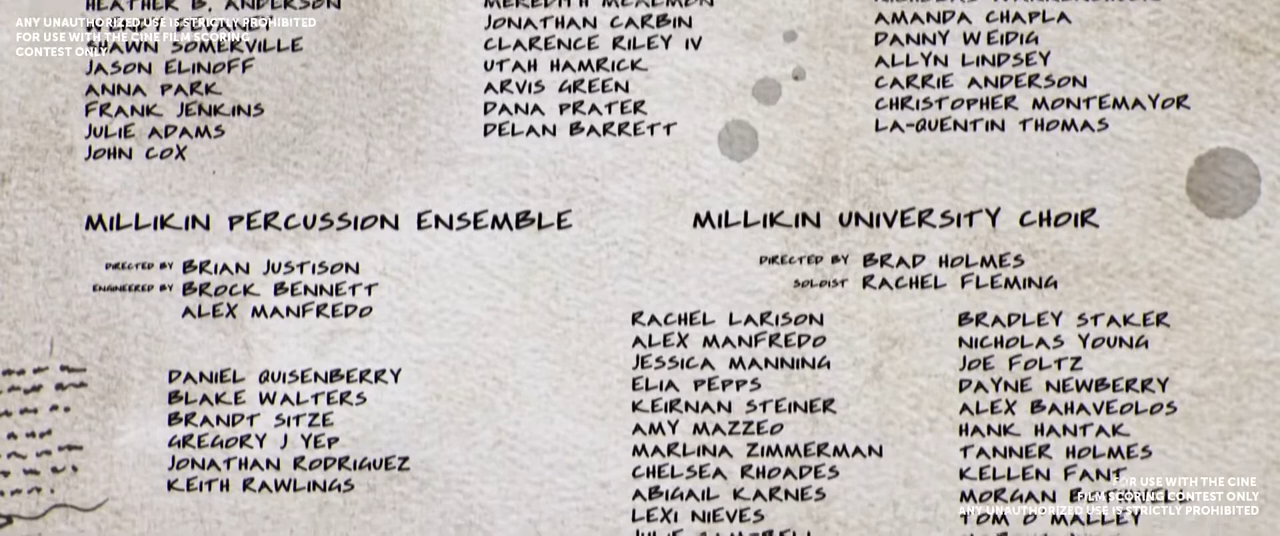 HEATHER B. ANDERSON
SHAWN SOMERVILLE
JASON ELINOFF
ANNA PARK
FRANK JENKINS
JULIE ADAMS
JOHN COX
MEREDITH MCALMON
JONATHAN CARBIN
CLARENCE RILEY IV
UTAH HAMRICK
ARVIS GREEN
DANA PRATER
DELAN BARRETT
AMANDA CHAPLA
DANNY WEIDIG
ALLYN LINDSEY
CARRIE ANDERSON
CHRISTOPHER MONTEMAYOR
LA-QUENTIN THOMAS
ANY UNAUTHORIZED USE IS STRICTLY PROHIBITED
FOR USE WITH THE CINE FILM SCORING
CONTEST ONLY
MILLIKIN PERCUSSION ENSEMBLE
DIRECTED BY BRIAN JUSTISON
ENGINEERED BY BROCK BENNETT
ALEX MANFREDO
DANIEL QUISENBERRY
BLAKE WALTERS
BRANDT SITZE
GREGORY J YEP
JONATHAN RODRIGUEZ
KEITH RAWLINGS
MILLIKIN UNIVERSITY CHOIR
DIRECTED BY BRAD HOLMES
SOLOIST RACHEL FLEMING
RACHEL LARISON
ALEX MANFREDO
JESSICA MANNING
ELIA PEPPS
KEIRNAN STEINER
AMY MAZZEO
MARLINA ZIMMERMAN
CHELSEA RHOADES
ABIGAIL KARNES
LEXI NIEVES
BRADLEY STAKER
NICHOLAS YOUNG
JOE FOLTZ
DAYNE NEWBERRY
ALEX BAHAVEOLOS
HANK HANTAK
TANNER HOLMES
KELLEN FANT
MORGAN
TOM O'MALLEY
FOR USE WITH THE CINE
FILM SCORING CONTEST ONLY
ANY UNAUTHORIZED USE IS STRICTLY PROHIBITED